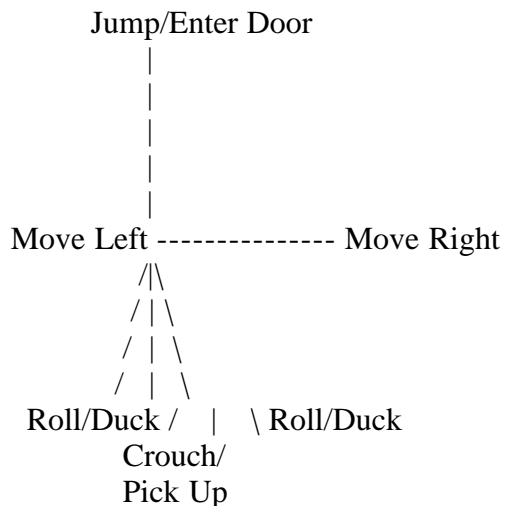 Jump/Enter Door
|
|
|
|
|
Move Left --------------- Move Right
/|\
/ | \
/ | \
/ | \
Roll/Duck / | \ Roll/Duck
Crouch/
Pick Up